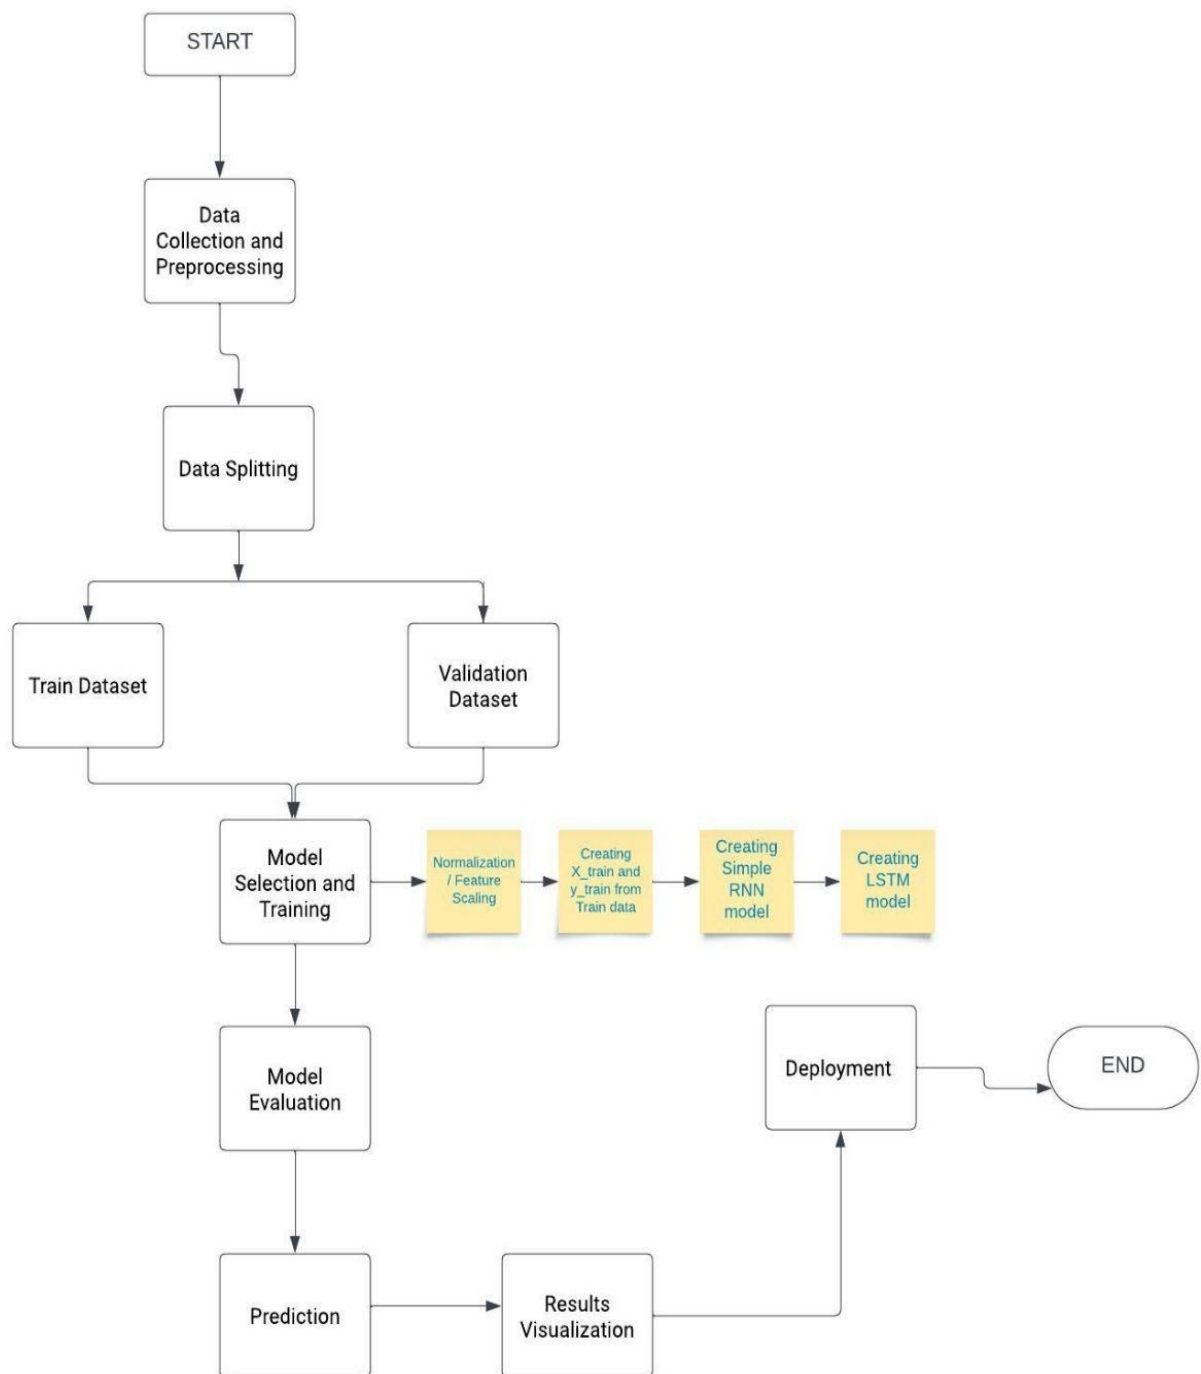 START
Data
Collection and
Preprocessing
Data Splitting
Train Dataset
Validation
Dataset
Model
Selection and
Training
Normalization
/ Feature
Scaling
Creating
X_train and
y_train from
Train data
Creating
Simple
RNN
model
Creating
LSTM
model
Model
Evaluation
Deployment
END
Prediction
Results
Visualization